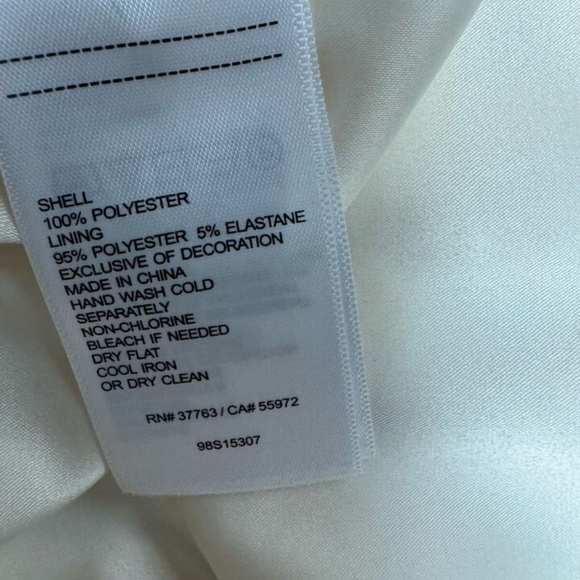 SHELL
100% POLYESTER
LINING
95% POLYESTER 5% ELASTANE
EXCLUSIVE OF DECORATION
MADE IN CHINA
HAND WASH COLD
SEPARATELY
NON-CHLORINE
BLEACH IF NEEDED
DRY FLAT
COOL IRON
OR DRY CLEAN
RN# 37763 / CA# 55972
98S15307